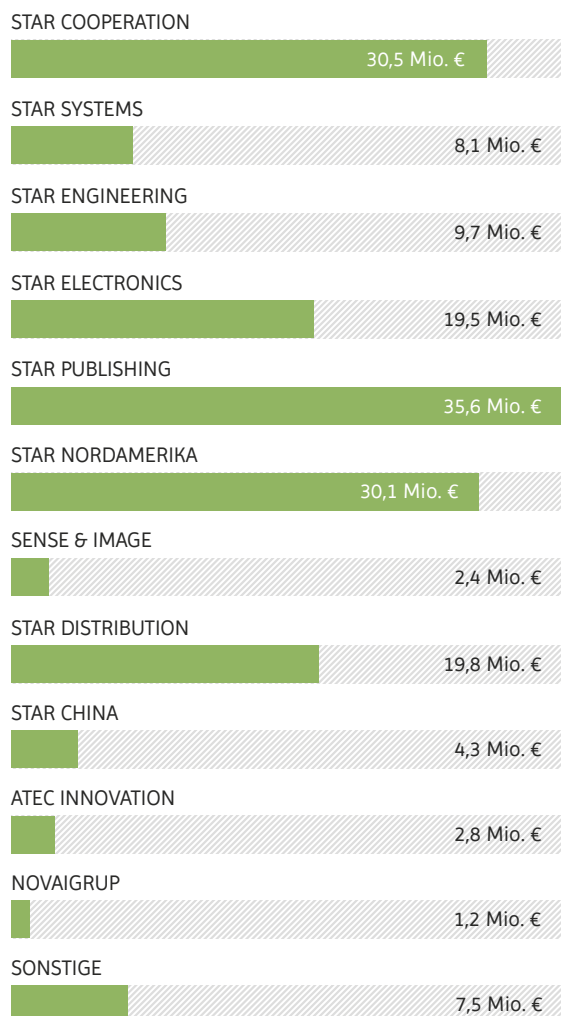 STAR COOPERATION
30,5 Mio. €
STAR SYSTEMS
8,1 Mio. €
STAR ENGINEERING
9,7 Mio. €
STAR ELECTRONICS
19,5 Mio. €
STAR PUBLISHING
35,6 Mio. €
STAR NORDAMERIKA
30,1 Mio. €
SENSE & IMAGE
2,4 Mio. €
STAR DISTRIBUTION
19,8 Mio. €
STAR CHINA
4,3 Mio. €
ATEC INNOVATION
2,8 Mio. €
NOVAIGRUP
1,2 Mio. €
SONSTIGE
7,5 Mio. €